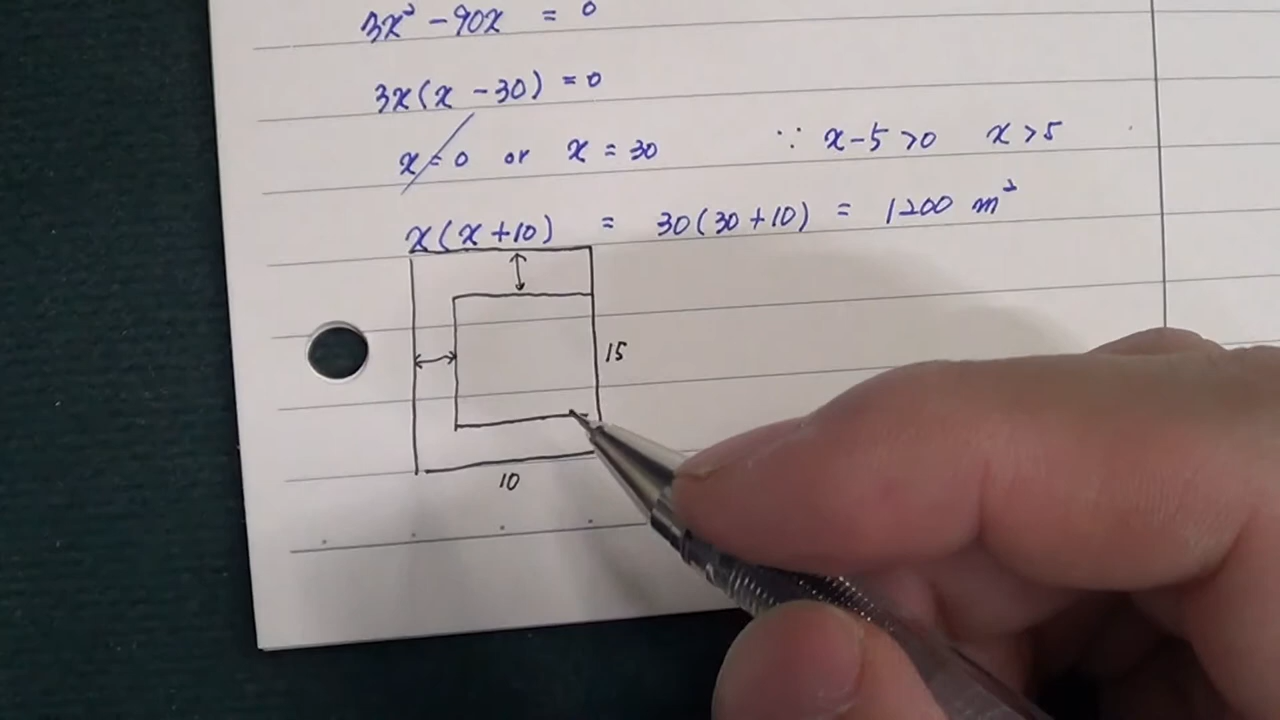 3x² - 90x = 0
3x(x - 30) = 0
x = 0 or x = 30 ∵ x-5 > 0 x > 5
x(x+10) = 30(30+10) = 1200 m²
15
10